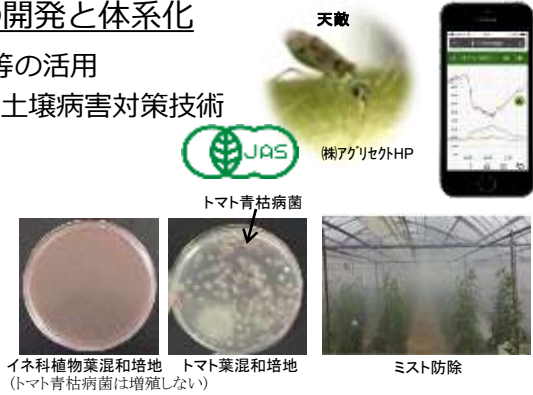 の開発と体系化
等の活用
土壌病害対策技術
天敵
JAS
㈱アグリセクトHP
トマト青枯病菌
イネ科植物葉混和培地
(トマト青枯病菌は増殖しない)
トマト葉混和培地
ミスト防除